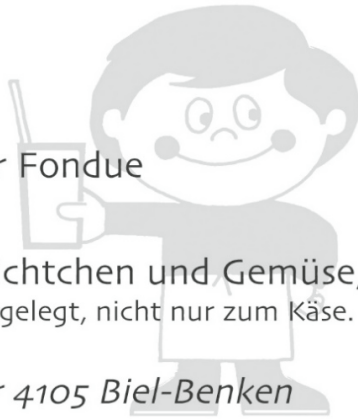 r Fondue
chtchen und Gemüse,
gelegt, nicht nur zum Käse.
r 4105 Biel-Benken